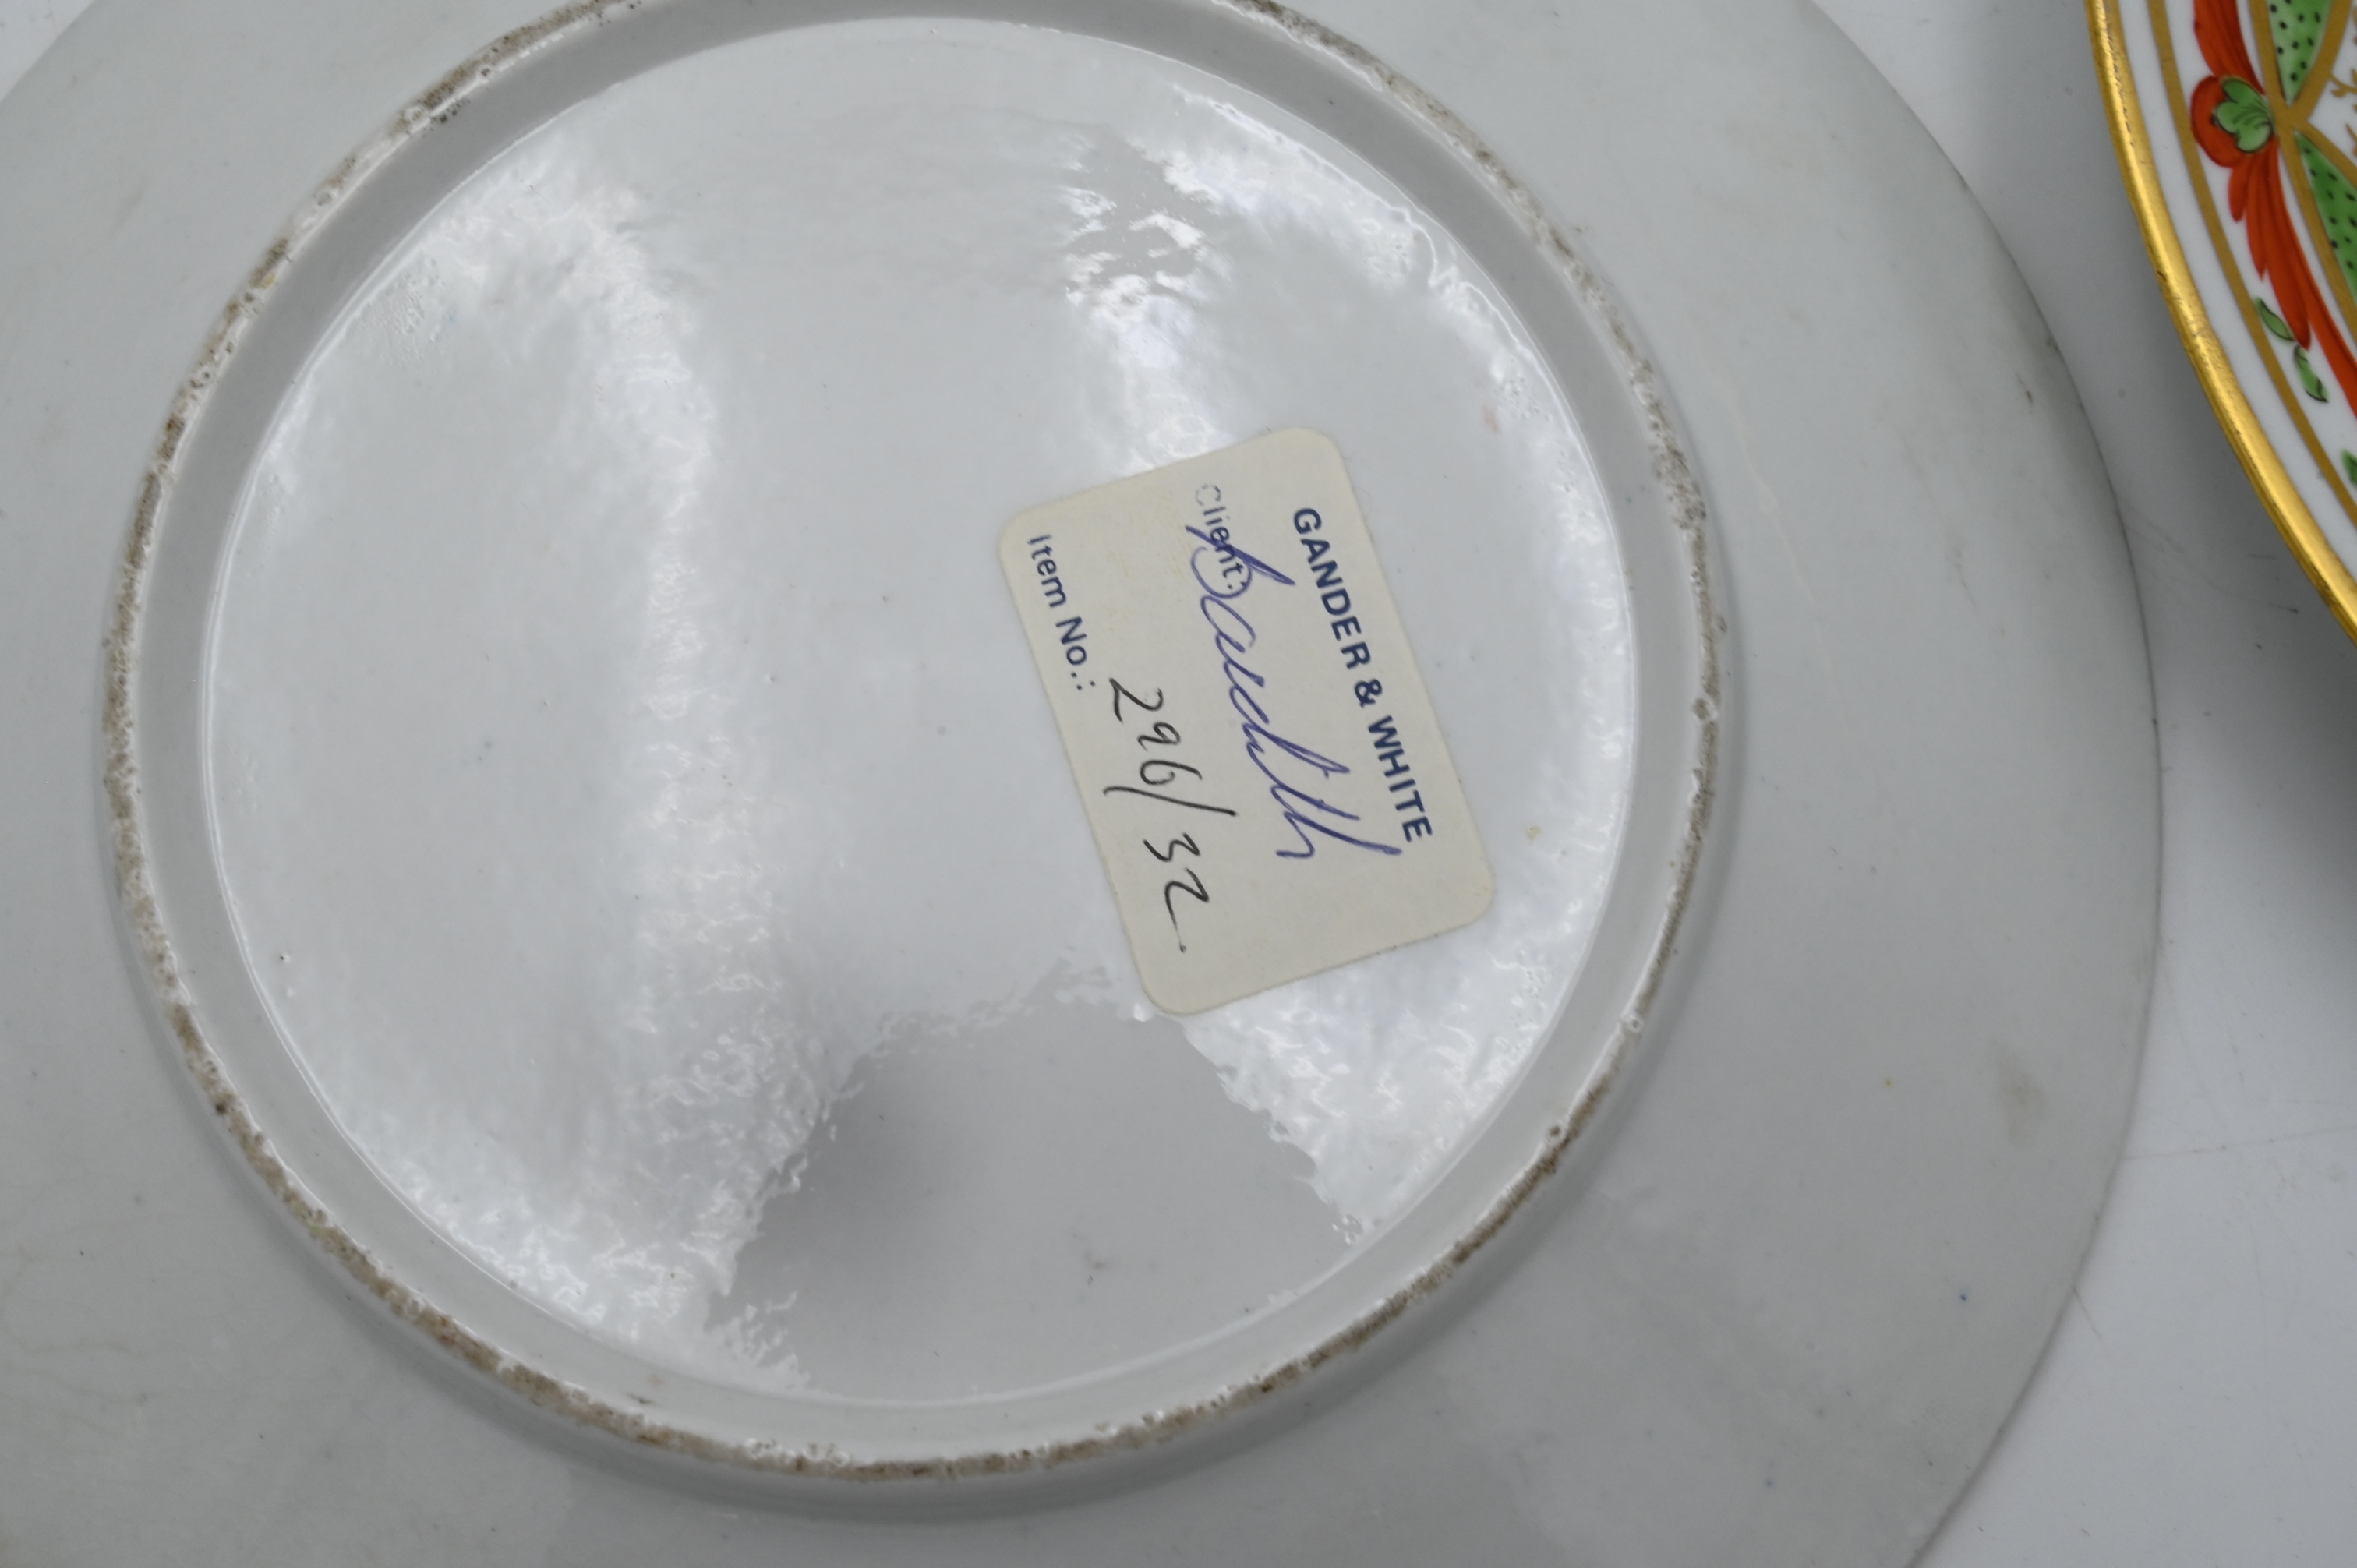 GANDER & WHITE
Client:
Item No.: 296/32